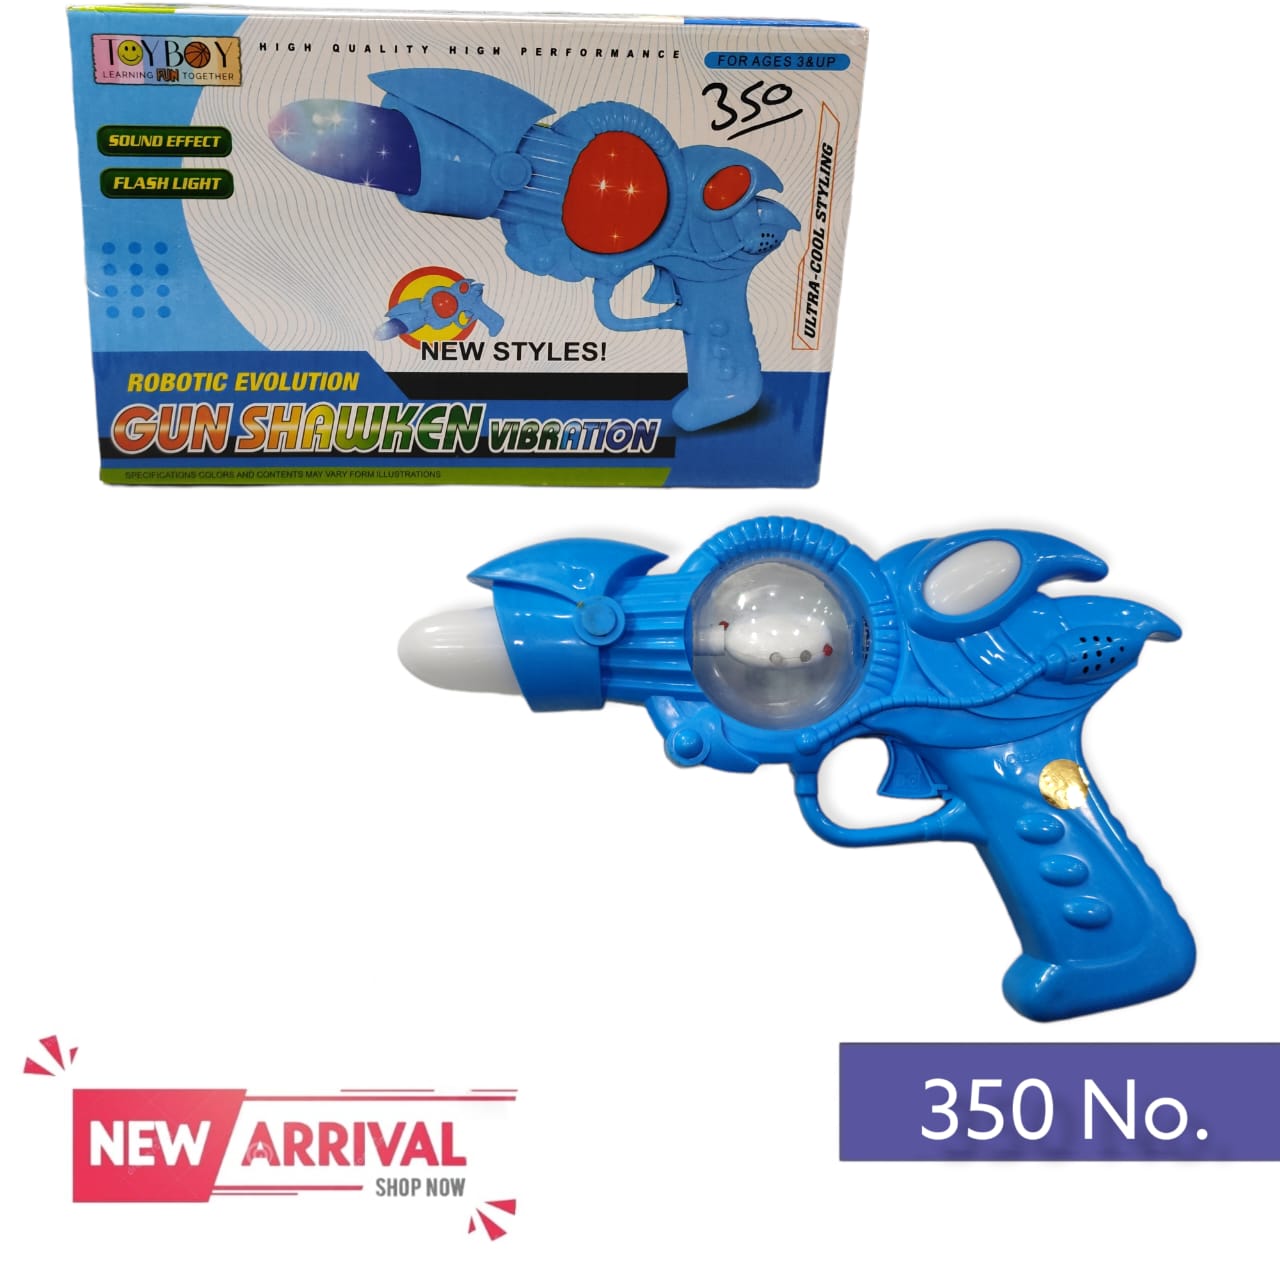 TOYBOY
LEARNING FUN TOGETHER
HIGH QUALITY HIGH PERFORMANCE
FOR AGES 3&UP
350
SOUND EFFECT
FLASH LIGHT
ULTRA-COOL STYLING
NEW STYLES!
ROBOTIC EVOLUTION
GUN SHAWKEN VIBRATION
SPECIFICATIONS COLORS AND CONTENTS MAY VARY FORM ILLUSTRATIONS
NEW ARRIVAL
SHOP NOW
350 No.